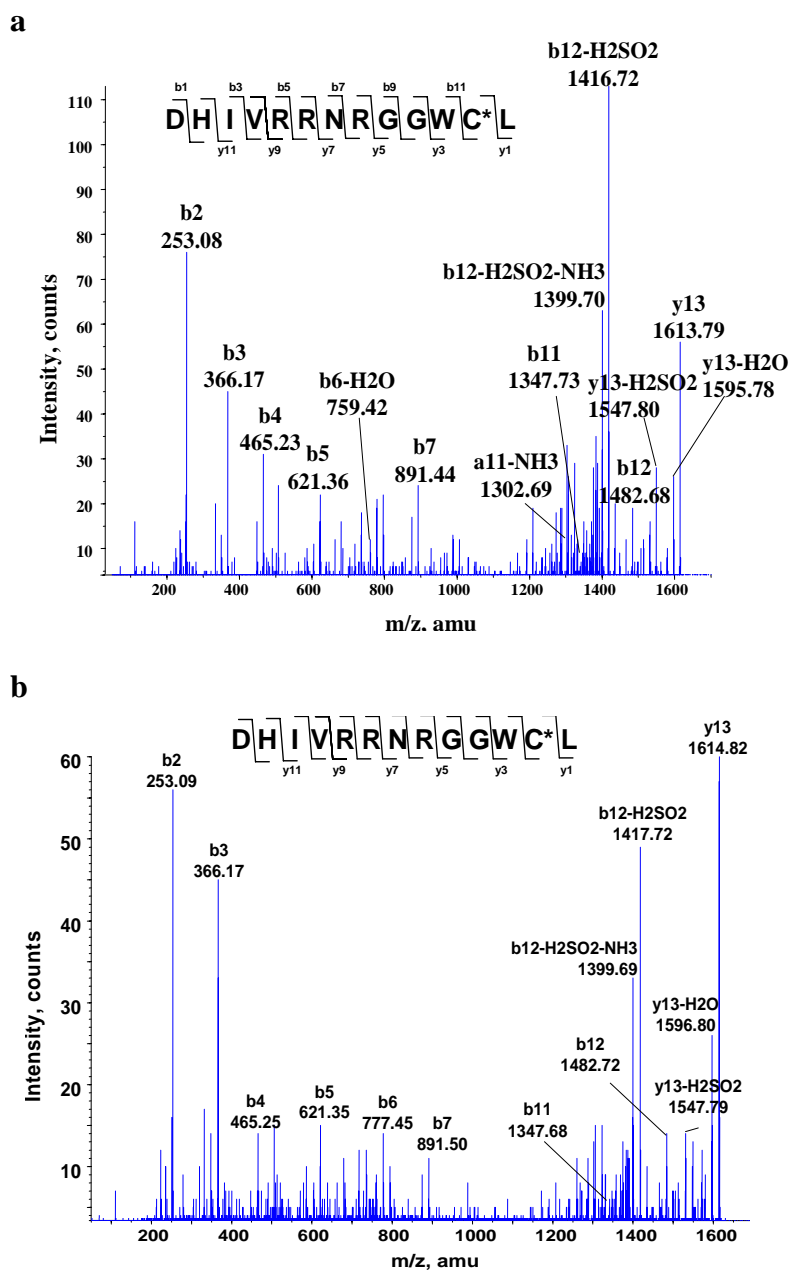 a
b12-H2SO2
1416.72
b1 b3 b5 b7 b9 b11
DHIVRRNRGGWC*L
y11 y9 y7 y5 y3 y1
b2
253.08
b12-H2SO2-NH3
1399.70
y13
1613.79
b3
366.17
b11
1347.73
y13-H2SO2
1547.80
y13-H2O
1595.78
b6-H2O
759.42
b4
465.23
b5
621.36
b7
891.44
a11-NH3
1302.69
b12
1482.68
110
100
90
80
70
60
50
40
30
20
10
Intensity, counts
200 400 600 800 1000 1200 1400 1600
m/z, amu
b
DHIVRRNRGGWC*L
y11 y9 y7 y5 y3 y1
y13
1614.82
b2
253.09
b12-H2SO2
1417.72
b3
366.17
b12-H2SO2-NH3
1399.69
y13-H2O
1596.80
b12
1482.72
y13-H2SO2
1547.79
b4
465.25
b5
621.35
b6
777.45
b7
891.50
b11
1347.68
60
50
40
30
20
10
Intensity, counts
200 400 600 800 1000 1200 1400 1600
m/z, amu